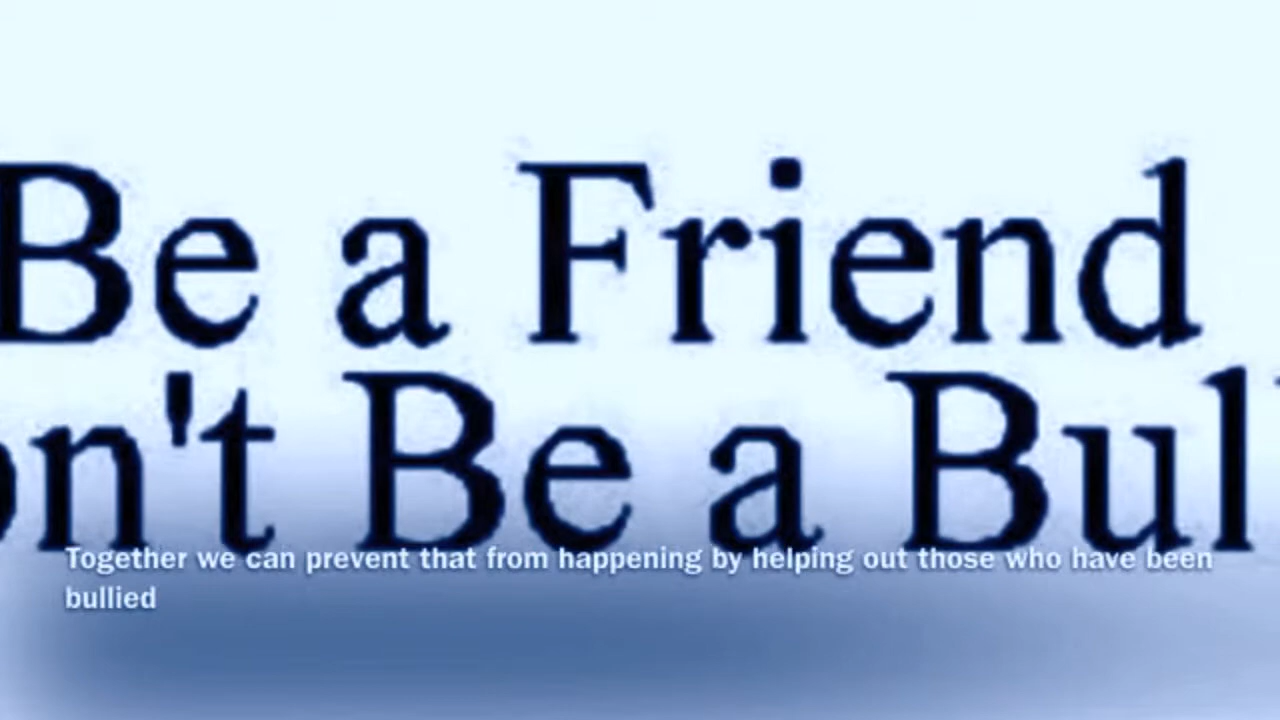 Be a Friend
on't Be a Bul
Together we can prevent that from happening by helping out those who have been
bullied